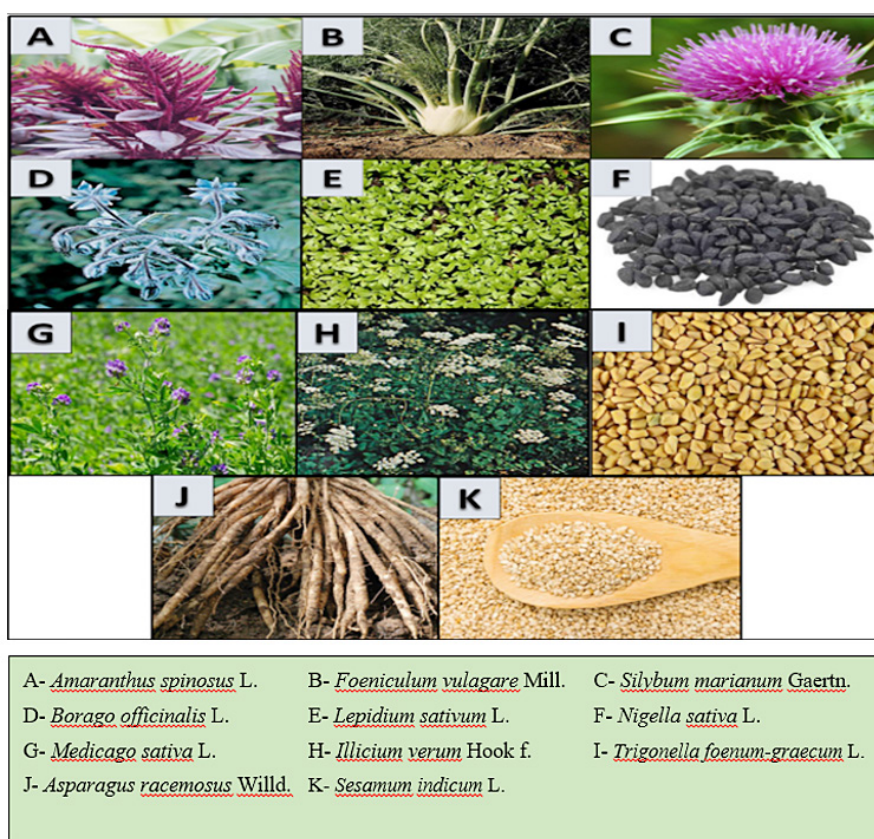 A B C
D E F
G H I
J K
A- Amaranthus spinosus L. B- Foeniculum vulagare Mill. C- Silybum marianum Gaertn.
D- Borago officinalis L. E- Lepidium sativum L. F- Nigella sativa L.
G- Medicago sativa L. H- Illicium verum Hook f. I- Trigonella foenum-graecum L.
J- Asparagus racemosus Willd. K- Sesamum indicum L.